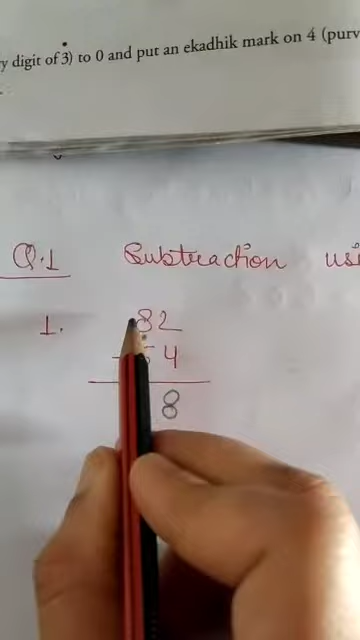 y digit of 3) to 0 and put an ekadhik mark on 4 (purv
Q.1 Subtraction usi
1. 82
4
8